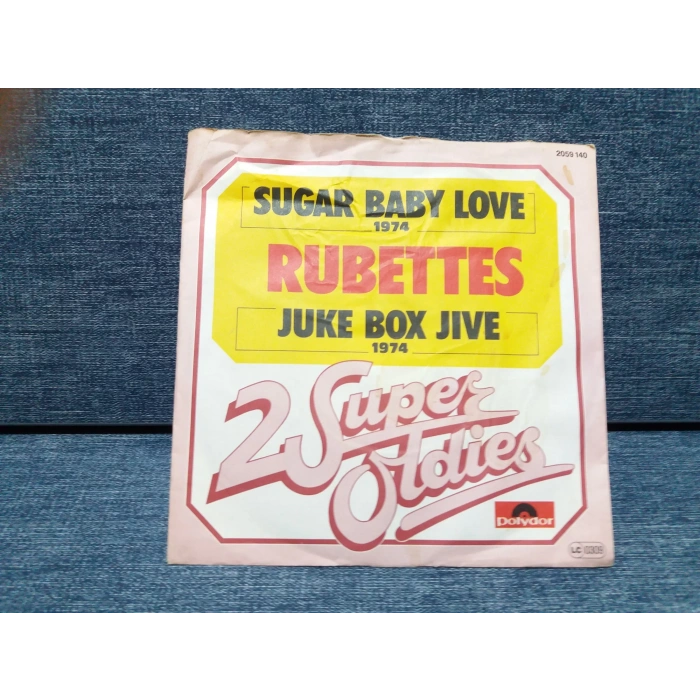 2059 140
SUGAR BABY LOVE
1974
RUBETTES
JUKE BOX JIVE
1974
2 Super
Oldies
Polydor
LC 0309